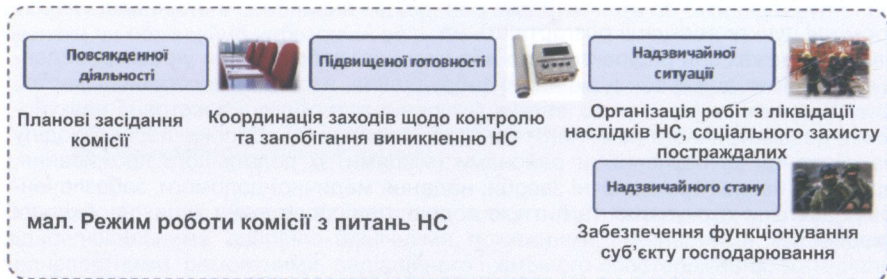 Повсякденної
діяльності
Планові засідання
комісії
Підвищеної готовності
Координація заходів щодо контролю
та запобігання виникненню НС
Надзвичайної
ситуації
Організація робіт з ліквідації
наслідків НС, соціального захисту
постраждалих
Надзвичайного стану
Забезпечення функціонування
суб’єкту господарювання
мал. Режим роботи комісії з питань НС